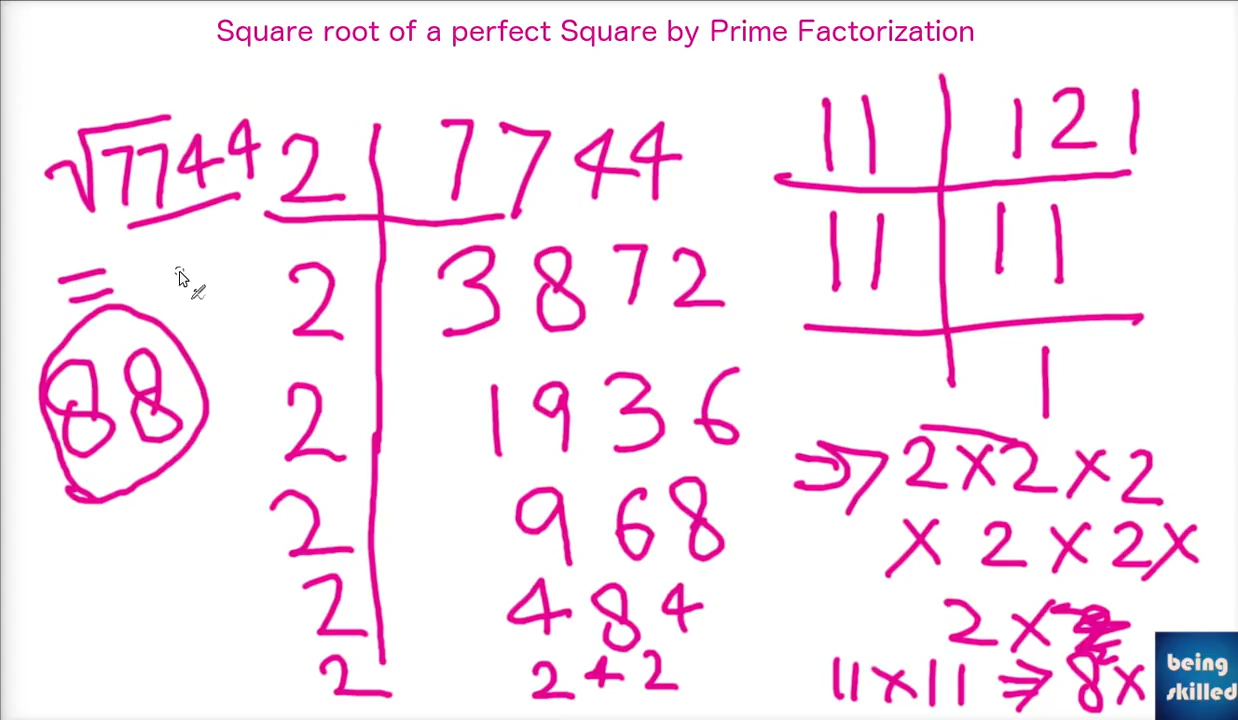 Square root of a perfect Square by Prime Factorization
√7744
=
88
2 | 7744
2 | 3872
2 | 1936
2 | 968
2 | 484
2 | 242
11 | 121
11 | 11
1
⇒ 2×2×2
× 2×2×
2×
11×11 ⇒ 8×
being
skilled